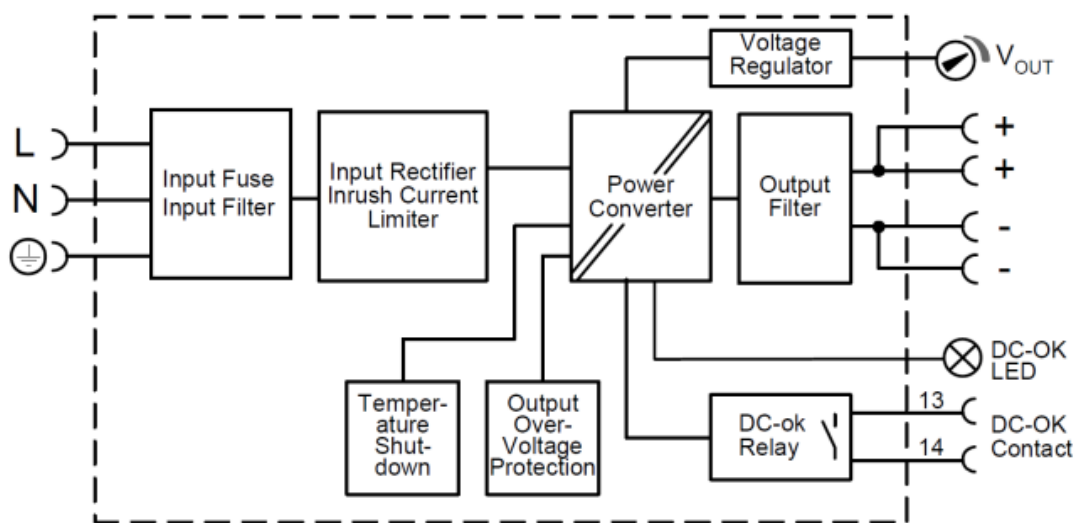 Voltage
Regulator
V OUT
L
N
Input Fuse
Input Filter
Input Rectifier
Inrush Current
Limiter
Power
Converter
Output
Filter
+
+
-
-
DC-OK
LED
Temper-
ature
Shut-
down
Output
Over-
Voltage
Protection
DC-ok
Relay
13
14
DC-OK
Contact